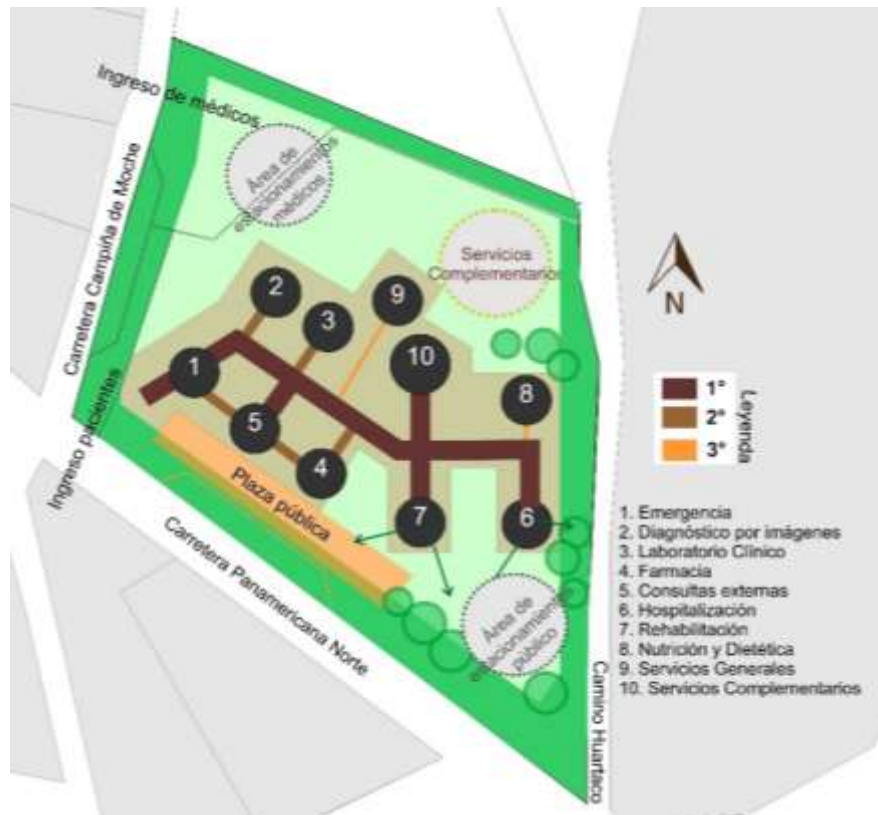 Ingreso de médicos
Área de
estacionamientos
médicos
Carretera Campiña de Moche
Servicios
Complementarios
N
2
3
9
1
10
8
5
4
7
6
1°
2°
3°
Leyenda
Ingreso pacientes
Plaza pública
Carretera Panamericana Norte
Área de
estacionamientos
público
Camino Huartaco
1. Emergencia
2. Diagnóstico por imágenes
3. Laboratorio Clínico
4. Farmacia
5. Consultas externas
6. Hospitalización
7. Rehabilitación
8. Nutrición y Dietética
9. Servicios Generales
10. Servicios Complementarios